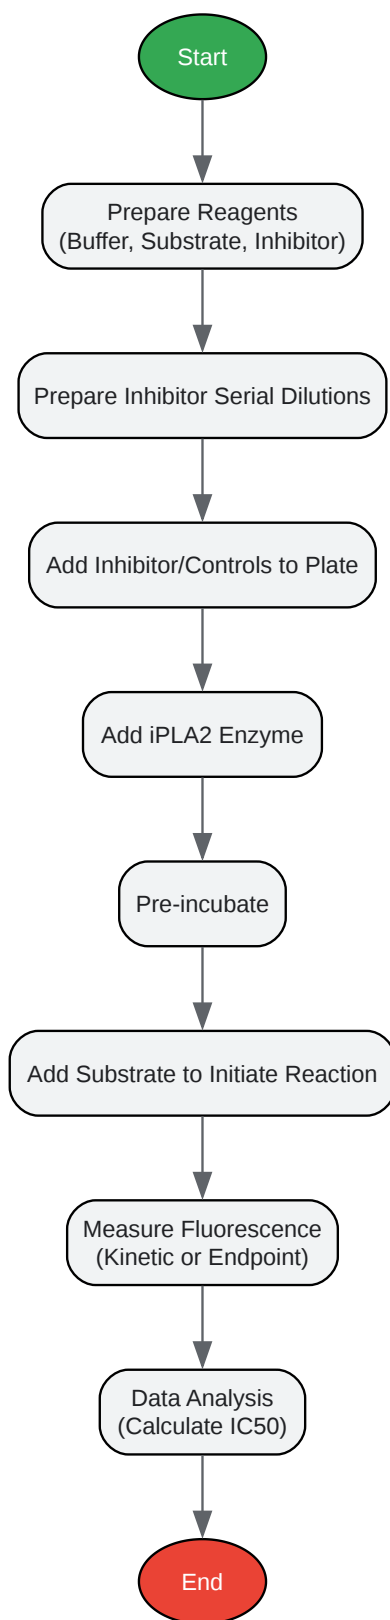 Start
Prepare Reagents
(Buffer, Substrate, Inhibitor)
Prepare Inhibitor Serial Dilutions
Add Inhibitor/Controls to Plate
Add iPLA2 Enzyme
Pre-incubate
Add Substrate to Initiate Reaction
Measure Fluorescence
(Kinetic or Endpoint)
Data Analysis
(Calculate IC50)
End